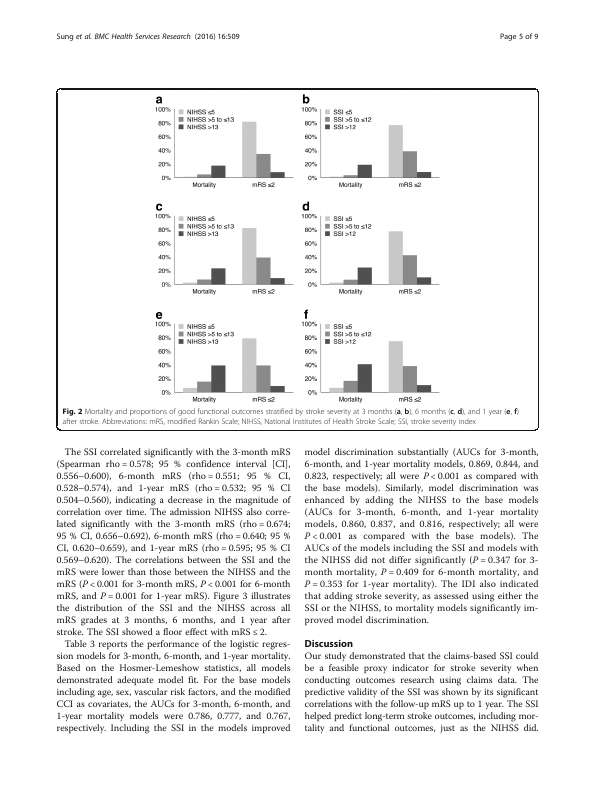 Sung et al. BMC Health Services Research (2016) 16:509
Page 5 of 9
a
100%
80%
60%
40%
20%
0%
NIHSS ≤5
NIHSS >5 to ≤13
NIHSS >13
Mortality
mRS ≤2
b
100%
80%
60%
40%
20%
0%
SSI ≤5
SSI >5 to ≤12
SSI >12
Mortality
mRS ≤2
c
100%
80%
60%
40%
20%
0%
NIHSS ≤5
NIHSS >5 to ≤13
NIHSS >13
Mortality
mRS ≤2
d
100%
80%
60%
40%
20%
0%
SSI ≤5
SSI >5 to ≤12
SSI >12
Mortality
mRS ≤2
e
100%
80%
60%
40%
20%
0%
NIHSS ≤5
NIHSS >5 to ≤13
NIHSS >13
Mortality
mRS ≤2
f
100%
80%
60%
40%
20%
0%
SSI ≤5
SSI >5 to ≤12
SSI >12
Mortality
mRS ≤2
Fig. 2 Mortality and proportions of good functional outcomes stratified by stroke severity at 3 months (a, b), 6 months (c, d), and 1 year (e, f)
after stroke. Abbreviations: mRS, modified Rankin Scale; NIHSS, National Institutes of Health Stroke Scale; SSI, stroke severity index
The SSI correlated significantly with the 3-month mRS
(Spearman rho = 0.578; 95 % confidence interval [CI],
0.556–0.600), 6-month mRS (rho = 0.551; 95 % CI,
0.528–0.574), and 1-year mRS (rho = 0.532; 95 % CI
0.504–0.560), indicating a decrease in the magnitude of
correlation over time. The admission NIHSS also corre-
lated significantly with the 3-month mRS (rho = 0.674;
95 % CI, 0.656–0.692), 6-month mRS (rho = 0.640; 95 %
CI, 0.620–0.659), and 1-year mRS (rho = 0.595; 95 % CI
0.569–0.620). The correlations between the SSI and the
mRS were lower than those between the NIHSS and the
mRS (P < 0.001 for 3-month mRS, P < 0.001 for 6-month
mRS, and P = 0.001 for 1-year mRS). Figure 3 illustrates
the distribution of the SSI and the NIHSS across all
mRS grades at 3 months, 6 months, and 1 year after
stroke. The SSI showed a floor effect with mRS ≤ 2.
Table 3 reports the performance of the logistic regres-
sion models for 3-month, 6-month, and 1-year mortality.
Based on the Hosmer-Lemeshow statistics, all models
demonstrated adequate model fit. For the base models
including age, sex, vascular risk factors, and the modified
CCI as covariates, the AUCs for 3-month, 6-month, and
1-year mortality models were 0.786, 0.777, and 0.767,
respectively. Including the SSI in the models improved
model discrimination substantially (AUCs for 3-month,
6-month, and 1-year mortality models, 0.869, 0.844, and
0.823, respectively; all were P < 0.001 as compared with
the base models). Similarly, model discrimination was
enhanced by adding the NIHSS to the base models
(AUCs for 3-month, 6-month, and 1-year mortality
models, 0.860, 0.837, and 0.816, respectively; all were
P < 0.001 as compared with the base models). The
AUCs of the models including the SSI and models with
the NIHSS did not differ significantly (P = 0.347 for 3-
month mortality, P = 0.409 for 6-month mortality, and
P = 0.353 for 1-year mortality). The IDI also indicated
that adding stroke severity, as assessed using either the
SSI or the NIHSS, to mortality models significantly im-
proved model discrimination.
Discussion
Our study demonstrated that the claims-based SSI could
be a feasible proxy indicator for stroke severity when
conducting outcomes research using claims data. The
predictive validity of the SSI was shown by its significant
correlations with the follow-up mRS up to 1 year. The SSI
helped predict long-term stroke outcomes, including mor-
tality and functional outcomes, just as the NIHSS did.